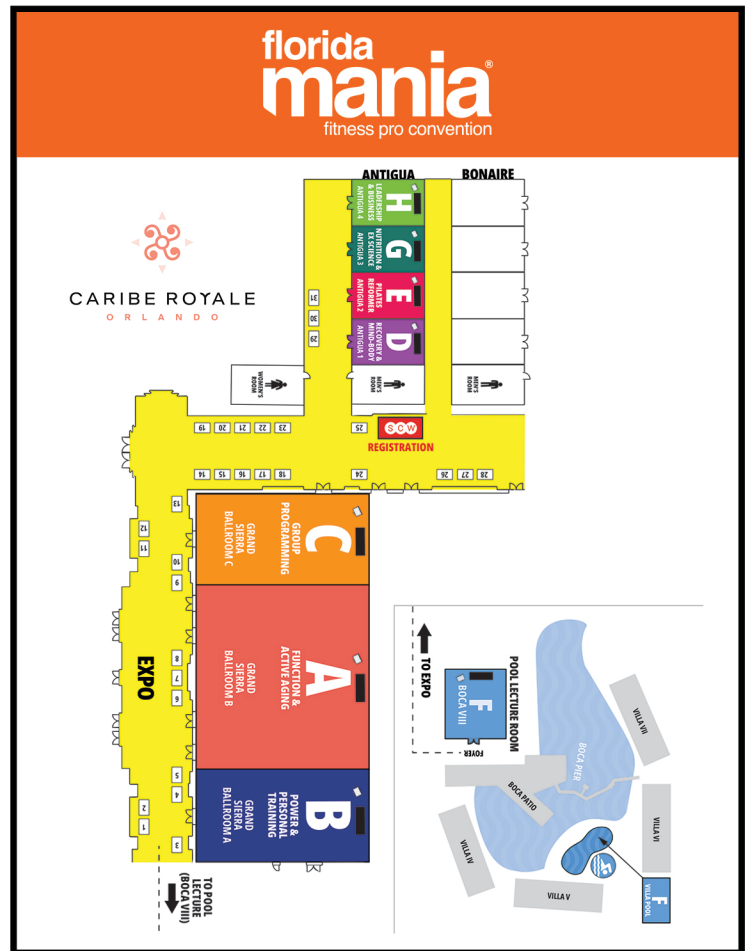 florida
mania®
fitness pro convention
CARIBE ROYALE
ORLANDO
ANTIGUA
BONAIRE
H
LEADERSHIP
& BUSINESS
ANTIGUA 4
G
NUTRITION &
EX SCIENCE
ANTIGUA 3
E
PILATES
REFORMER
ANTIGUA 2
D
RECOVERY &
MIND-BODY
ANTIGUA 1
31
30
29
WOMEN'S
ROOM
MEN'S
ROOM
MEN'S
ROOM
19
20
21
22
23
25
SCW
REGISTRATION
14
15
16
17
18
24
26
27
28
13
12
11
10
9
8
7
6
5
4
2
1
3
EXPO
C
GROUP
PROGRAMMING
GRAND
SIERRA
BALLROOM C
A
FUNCTION &
ACTIVE AGING
GRAND
SIERRA
BALLROOM B
B
POWER &
PERSONAL
TRAINING
GRAND
SIERRA
BALLROOM A
TO POOL
LECTURE
(BOCA VIII)
TO EXPO
POOL LECTURE ROOM
F
BOCA VIII
FOYER
BOCA PIER
BOCA PATIO
VILLA VII
VILLA VI
VILLA V
VILLA IV
F
VILLA POOL